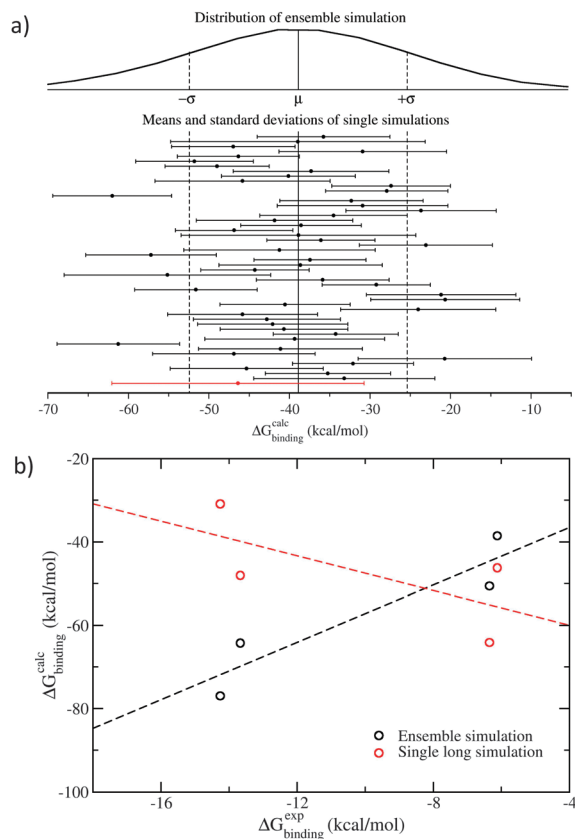 a)
Distribution of ensemble simulation
−σ μ +σ
Means and standard deviations of single simulations
-70 -60 -50 -40 -30 -20 -10
ΔG^calc_binding (kcal/mol)
b)
-20
-40
-60
-80
-100
ΔG^calc_binding (kcal/mol)
Ensemble simulation
Single long simulation
-16 -12 -8 -4
ΔG^exp_binding (kcal/mol)